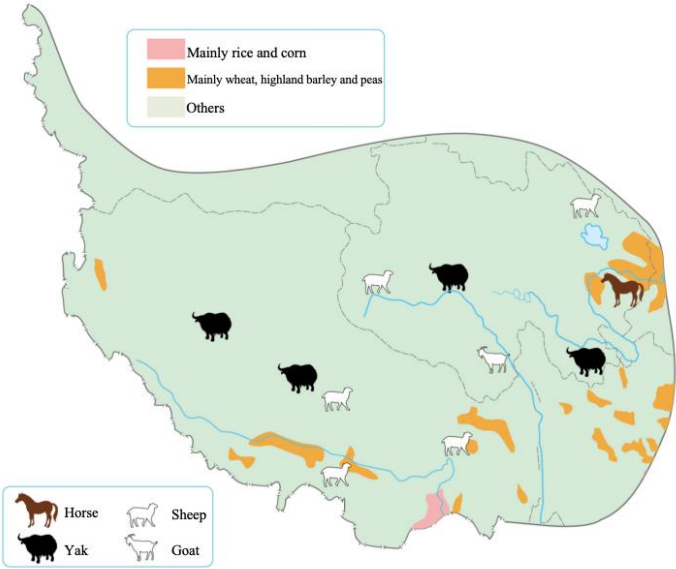 Mainly rice and corn
Mainly wheat, highland barley and peas
Others
Horse
Sheep
Yak
Goat